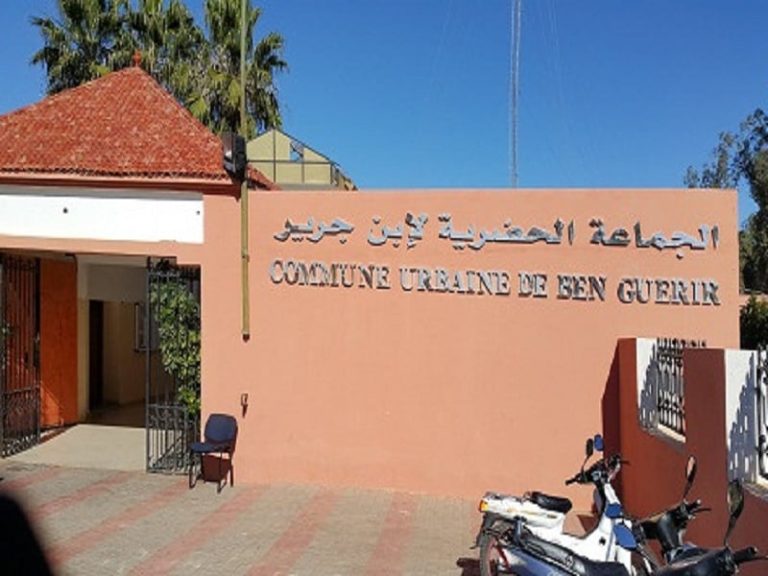 الجماعة الحضرية لإبن جرير
COMMUNE URBAINE DE BEN GUERIR